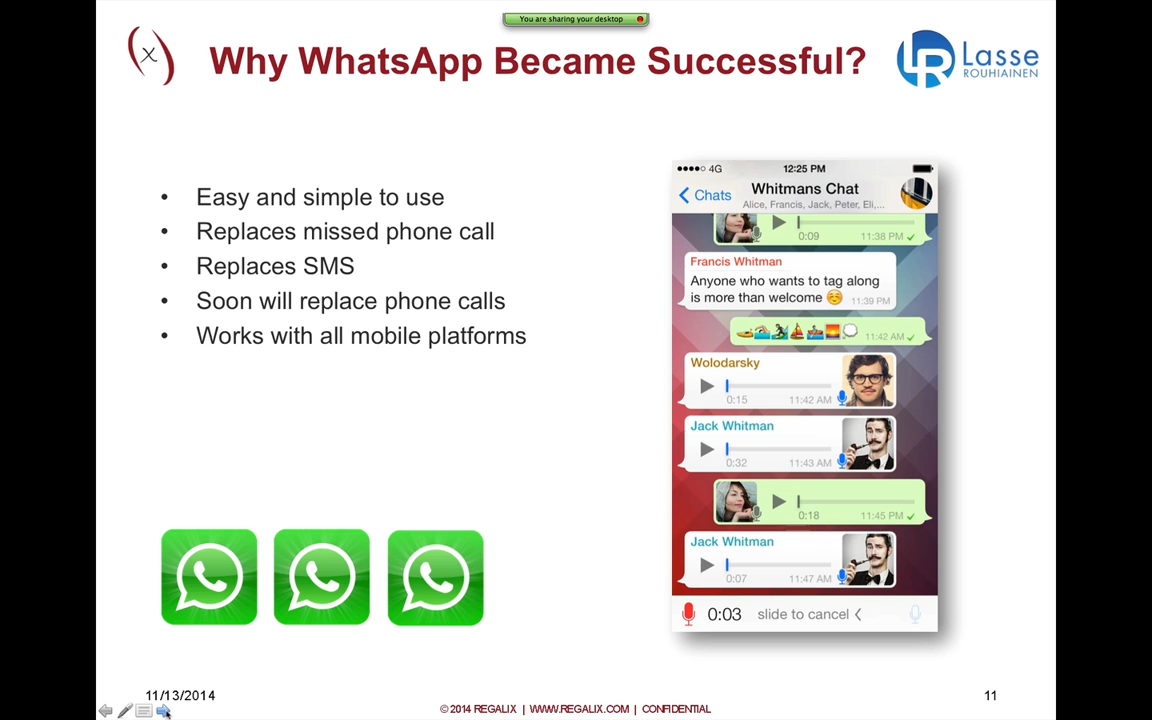 You are sharing your desktop
(x)
Why WhatsApp Became Successful?
LR
Lasse
ROUHIAINEN
• Easy and simple to use
• Replaces missed phone call
• Replaces SMS
• Soon will replace phone calls
• Works with all mobile platforms
4G 12:25 PM
Chats
Whitmans Chat
Alice, Francis, Jack, Peter, Eli,...
0:09 11:38 PM
Francis Whitman
Anyone who wants to tag along
is more than welcome ☺️ 11:39 PM
11:42 AM
Wolodarsky
0:15 11:42 AM
Jack Whitman
0:32 11:43 AM
0:18 11:45 PM
Jack Whitman
0:07 11:47 AM
0:03 slide to cancel <
11/13/2014
© 2014 REGALIX | WWW.REGALIX.COM | CONFIDENTIAL
11